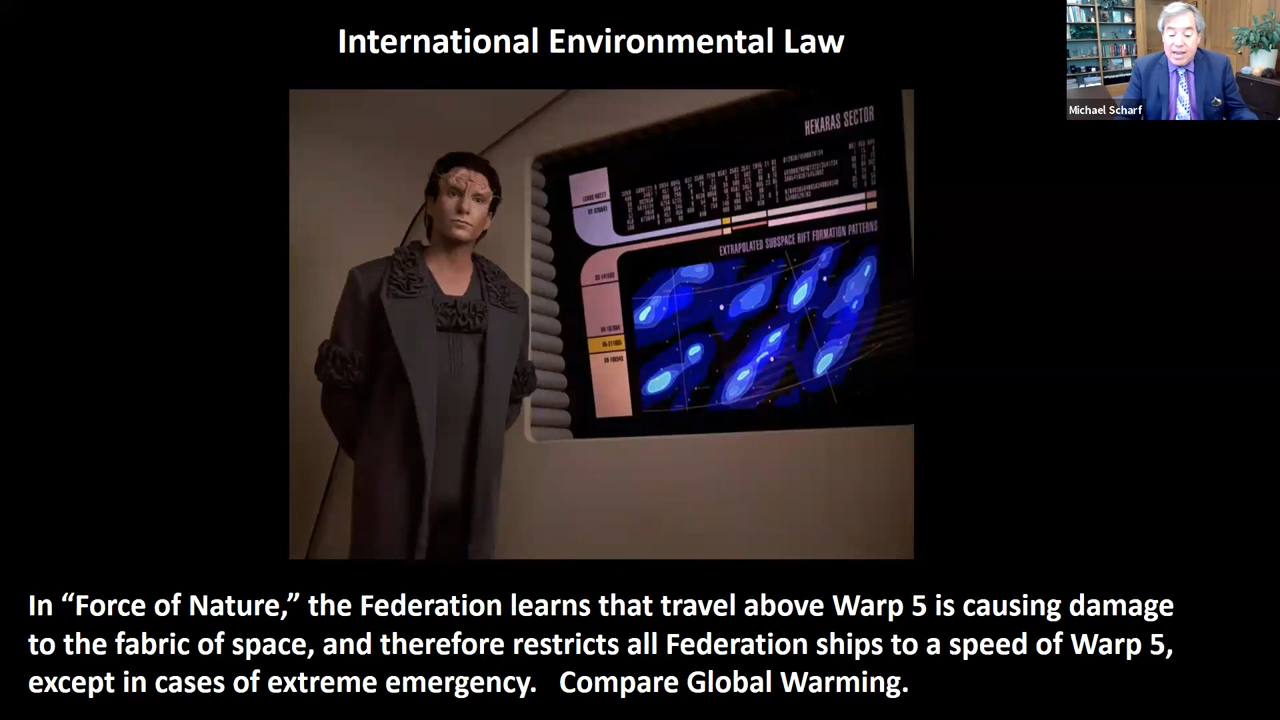 International Environmental Law
Michael Scharf
HEKARAS SECTOR
EXTRAPOLATED SUBSPACE RIFT FORMATION PATTERNS
In “Force of Nature,” the Federation learns that travel above Warp 5 is causing damage
to the fabric of space, and therefore restricts all Federation ships to a speed of Warp 5,
except in cases of extreme emergency.   Compare Global Warming.